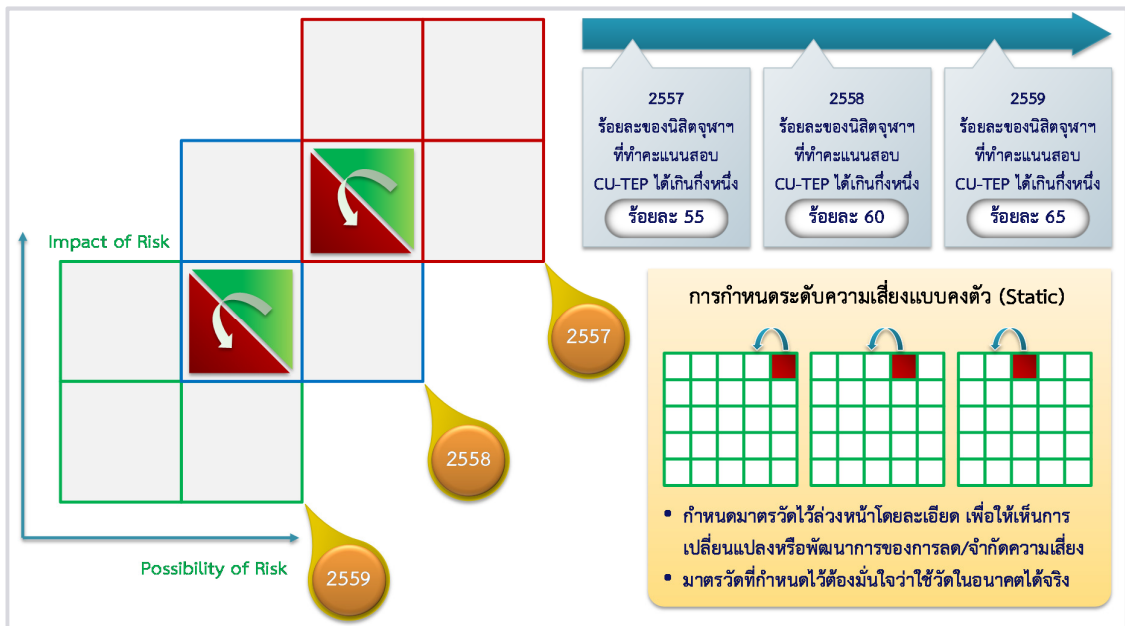 2557
ร้อยละของนิสิตจุฬาฯ
ที่ทำคะแนนสอบ
CU-TEP ได้เกินกึ่งหนึ่ง
ร้อยละ 55
2558
ร้อยละของนิสิตจุฬาฯ
ที่ทำคะแนนสอบ
CU-TEP ได้เกินกึ่งหนึ่ง
ร้อยละ 60
2559
ร้อยละของนิสิตจุฬาฯ
ที่ทำคะแนนสอบ
CU-TEP ได้เกินกึ่งหนึ่ง
ร้อยละ 65
Impact of Risk
2557
2558
2559
Possibility of Risk
การกำหนดระดับความเสี่ยงแบบคงตัว (Static)
• กำหนดมาตรวัดไว้ล่วงหน้าโดยละเอียด เพื่อให้เห็นการ
เปลี่ยนแปลงหรือพัฒนาการของการลด/จำกัดความเสี่ยง
• มาตรวัดที่กำหนดไว้ต้องมั่นใจว่าใช้วัดในอนาคตได้จริง